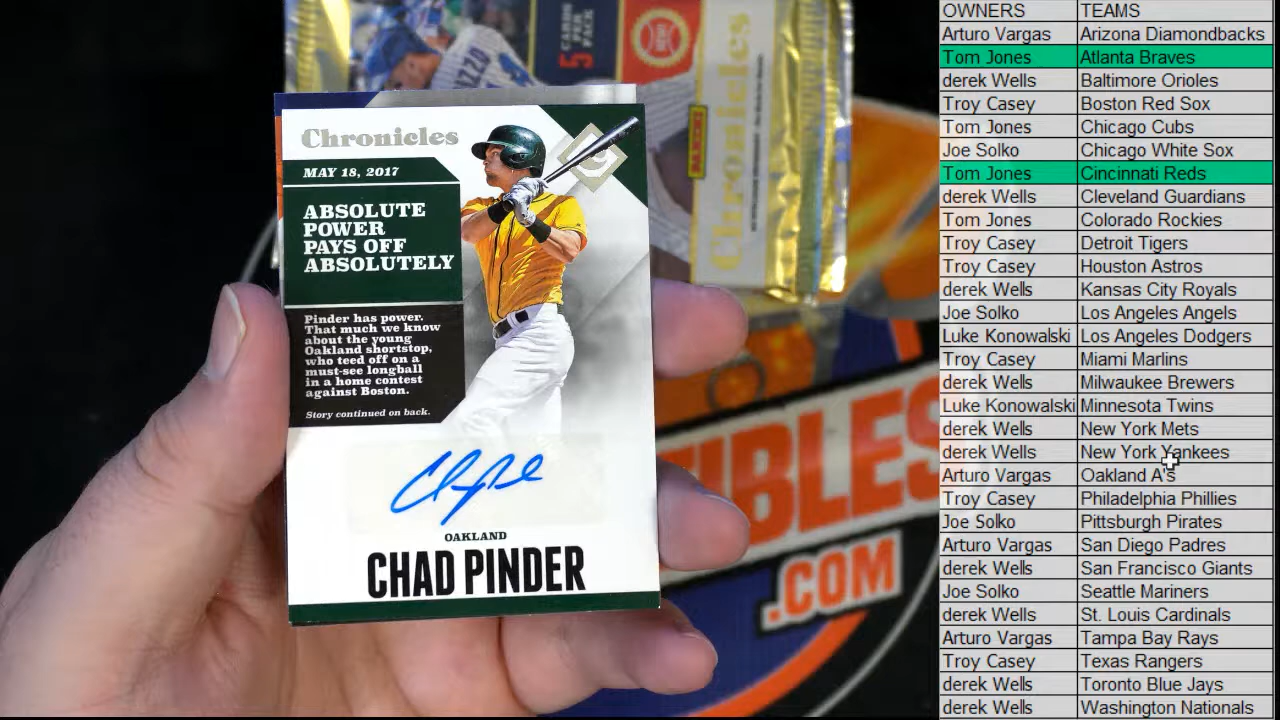 5 CARDS
PER
PACK
PANINI
Chronicles
Chronicles
MAY 18, 2017
ABSOLUTE
POWER
PAYS OFF
ABSOLUTELY
Pinder has power.
That much we know
about the young
Oakland shortstop,
who teed off on a
must-see longball
in a home contest
against Boston.
Story continued on back.
OAKLAND
CHAD PINDER
IBLES
.COM
OWNERS TEAMS
Arturo Vargas Arizona Diamondbacks
Tom Jones Atlanta Braves
derek Wells Baltimore Orioles
Troy Casey Boston Red Sox
Tom Jones Chicago Cubs
Joe Solko Chicago White Sox
Tom Jones Cincinnati Reds
derek Wells Cleveland Guardians
Tom Jones Colorado Rockies
Troy Casey Detroit Tigers
Troy Casey Houston Astros
derek Wells Kansas City Royals
Joe Solko Los Angeles Angels
Luke Konowalski Los Angeles Dodgers
Troy Casey Miami Marlins
derek Wells Milwaukee Brewers
Luke Konowalski Minnesota Twins
derek Wells New York Mets
derek Wells New York Yankees
Arturo Vargas Oakland A's
Troy Casey Philadelphia Phillies
Joe Solko Pittsburgh Pirates
Arturo Vargas San Diego Padres
derek Wells San Francisco Giants
Joe Solko Seattle Mariners
derek Wells St. Louis Cardinals
Arturo Vargas Tampa Bay Rays
Troy Casey Texas Rangers
derek Wells Toronto Blue Jays
derek Wells Washington Nationals